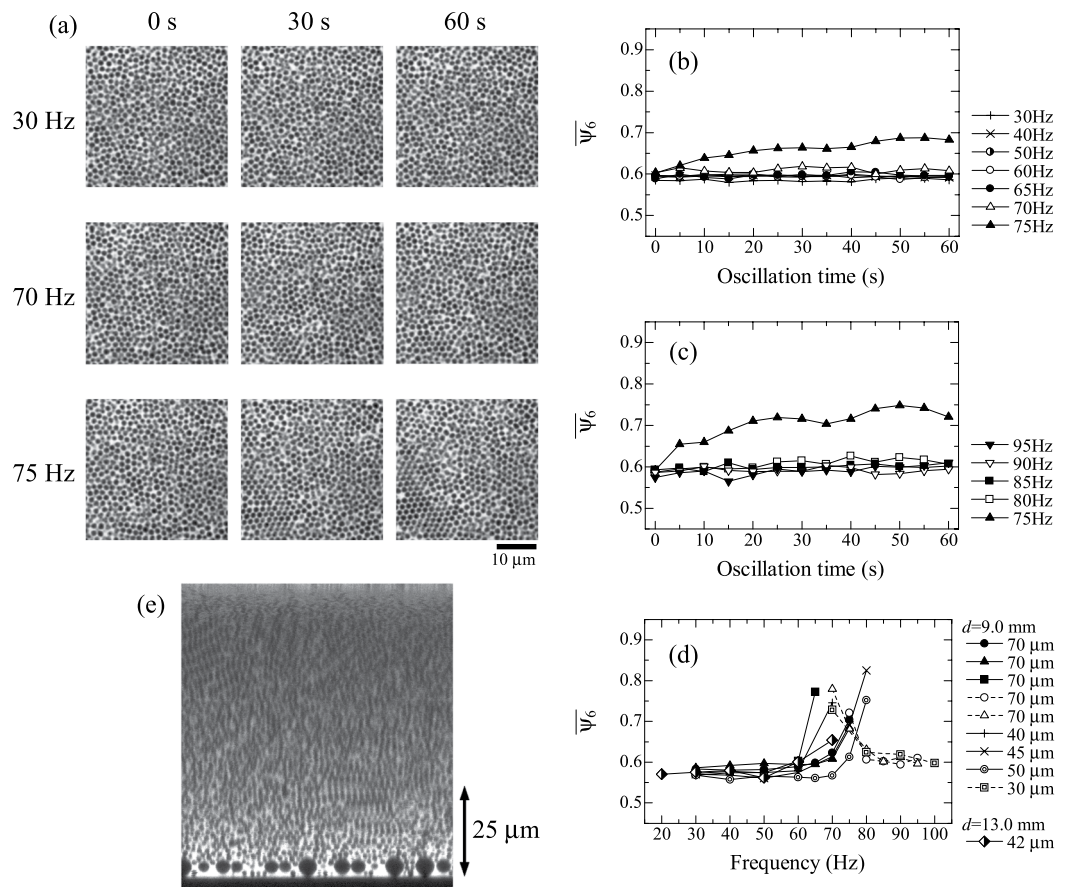 (a)
0 s
30 s
60 s
30 Hz
70 Hz
75 Hz
10 µm
(b)
ψ6
0.9
0.8
0.7
0.6
0.5
0 10 20 30 40 50 60
Oscillation time (s)
30Hz
40Hz
50Hz
60Hz
65Hz
70Hz
75Hz
(c)
ψ6
0.9
0.8
0.7
0.6
0.5
0 10 20 30 40 50 60
Oscillation time (s)
95Hz
90Hz
85Hz
80Hz
75Hz
(e)
25 µm
(d)
ψ6
0.9
0.8
0.7
0.6
0.5
20 30 40 50 60 70 80 90 100
Frequency (Hz)
d=9.0 mm
70 µm
70 µm
70 µm
70 µm
70 µm
40 µm
45 µm
50 µm
30 µm
d=13.0 mm
42 µm